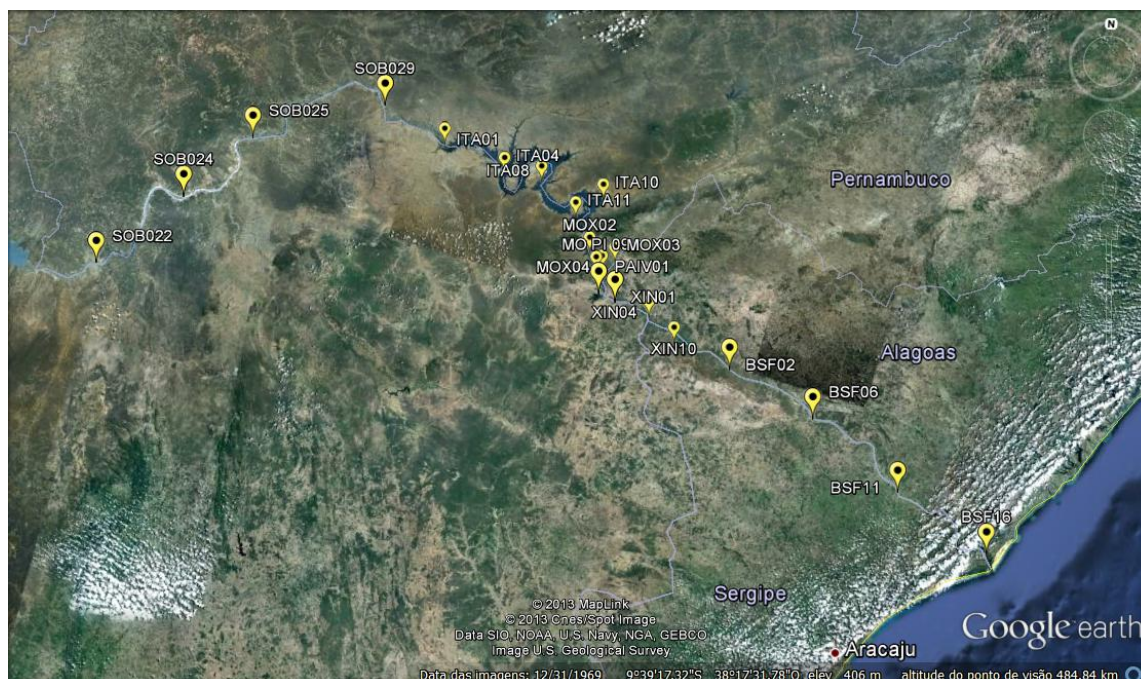 N
SOB029
SOB025
ITA01
SOB024
ITA04
ITA08
ITA10
Pernambuco
ITA11
MOX02
SOB022
MOX03
MOX04
PAIV01
XIN01
XIN04
XIN10
Alagoas
BSF02
BSF06
BSF11
BSF16
Sergipe
© 2013 MapLink
© 2013 Cnes/Spot Image
Data SIO, NOAA, U.S. Navy, NGA, GEBCO
Image U.S. Geological Survey
Google earth
Aracaju
Data das imagens: 12/31/1969 9°39'17.32"S 38°17'31.78"O elev 406 m altitude do ponto de visão 484.84 km